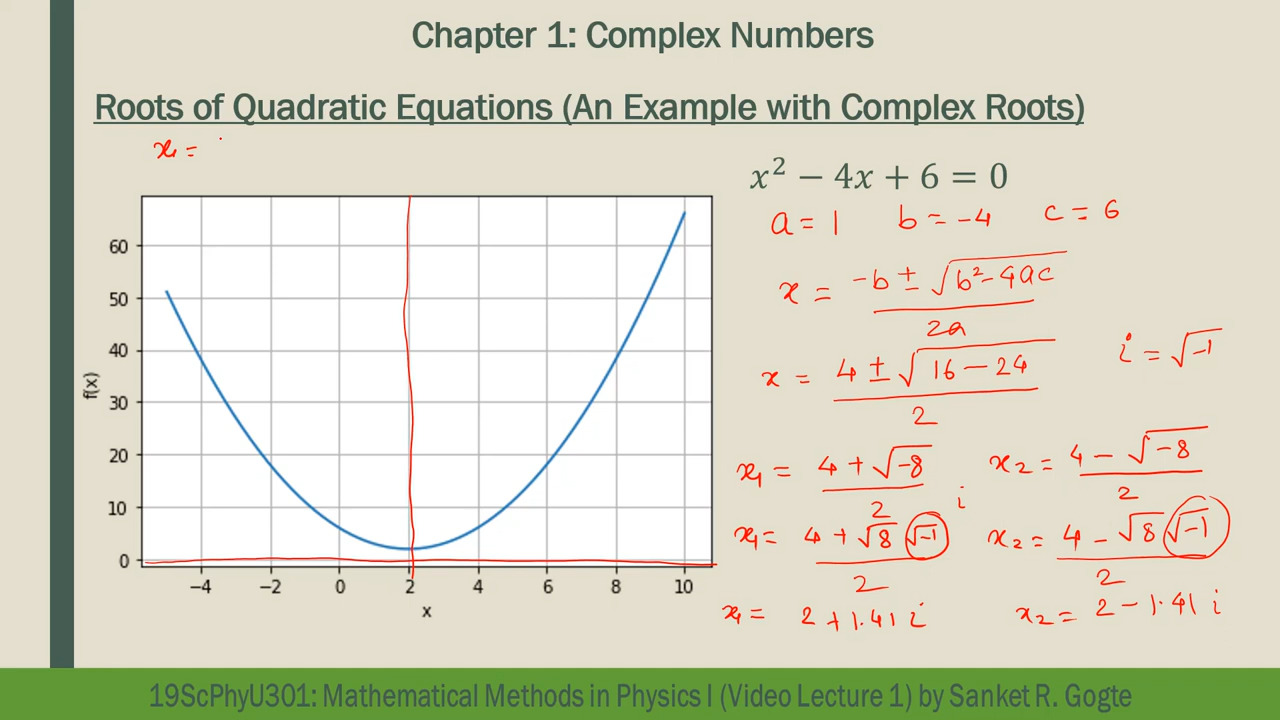 Chapter 1: Complex Numbers
Roots of Quadratic Equations (An Example with Complex Roots)
x₁ =
x² − 4x + 6 = 0
a = 1 b = -4 c = 6
x = (-b ± √(b² - 4ac)) / 2a
i = √-1
x = (4 ± √(16 - 24)) / 2
x₁ = (4 + √-8) / 2
x₂ = (4 - √-8) / 2
i
x₁ = (4 + √8 √-1) / 2
x₂ = (4 - √8 √-1) / 2
x₁ = 2 + 1.41 i
x₂ = 2 - 1.41 i
f(x)
60
50
40
30
20
10
0
−4 −2 0 2 4 6 8 10
x
19ScPhyU301: Mathematical Methods in Physics I (Video Lecture 1) by Sanket R. Gogte